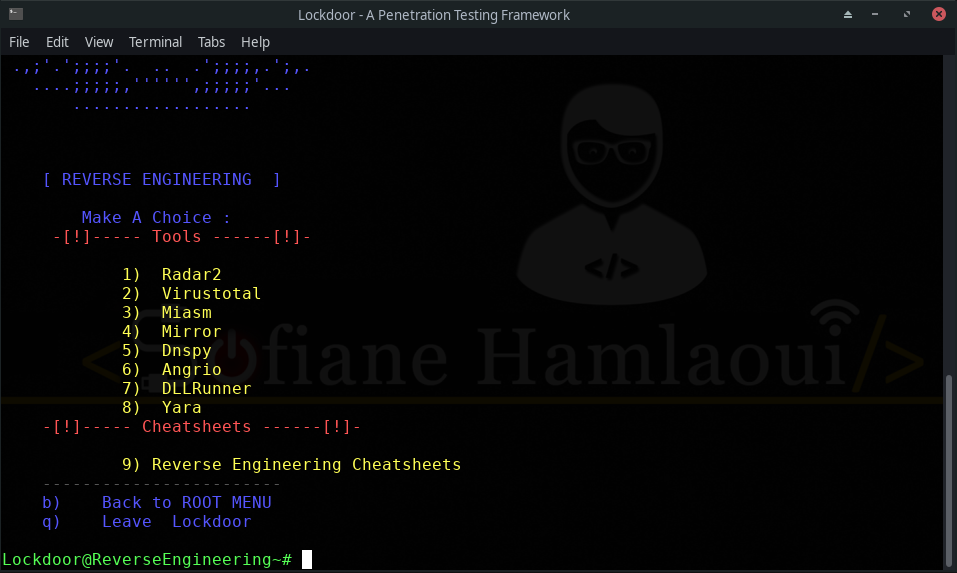 Lockdoor - A Penetration Testing Framework
File Edit View Terminal Tabs Help
.,;'.';;;;'. .. .';;;;,.';,.
....;;;;;,'''''',;;;;;'...
..................
[ REVERSE ENGINEERING ]
Make A Choice :
-[!]----- Tools ------[!]-
1) Radar2
2) Virustotal
3) Miasm
4) Mirror
5) Dnspy
6) Angrio
7) DLLRunner
8) Yara
-[!]----- Cheatsheets ------[!]-
9) Reverse Engineering Cheatsheets
------------------------
b) Back to ROOT MENU
q) Leave Lockdoor
Lockdoor@ReverseEngineering~#
</>
fiane Hamlaoui/>